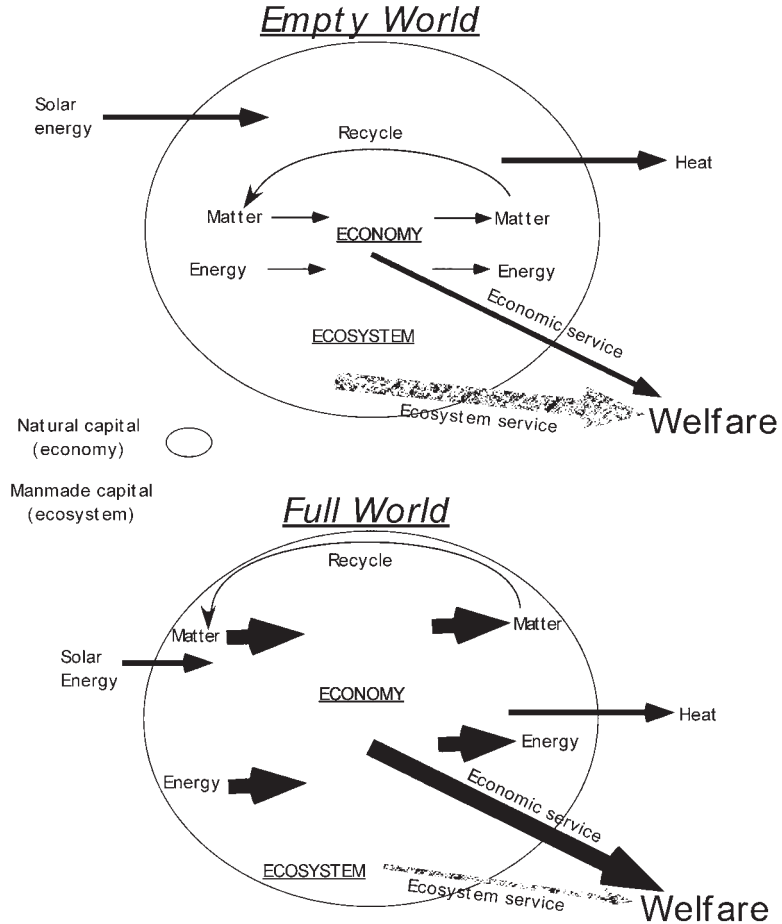 Empty World
Solar
energy
Recycle
Heat
Matter
Matter
ECONOMY
Energy
Energy
Economic service
ECOSYSTEM
Ecosystem service
Welfare
Natural capital
(economy)
Manmade capital
(ecosystem)
Full World
Recycle
Matter
Matter
Solar
Energy
ECONOMY
Heat
Energy
Energy
Economic service
ECOSYSTEM
Ecosystem service
Welfare